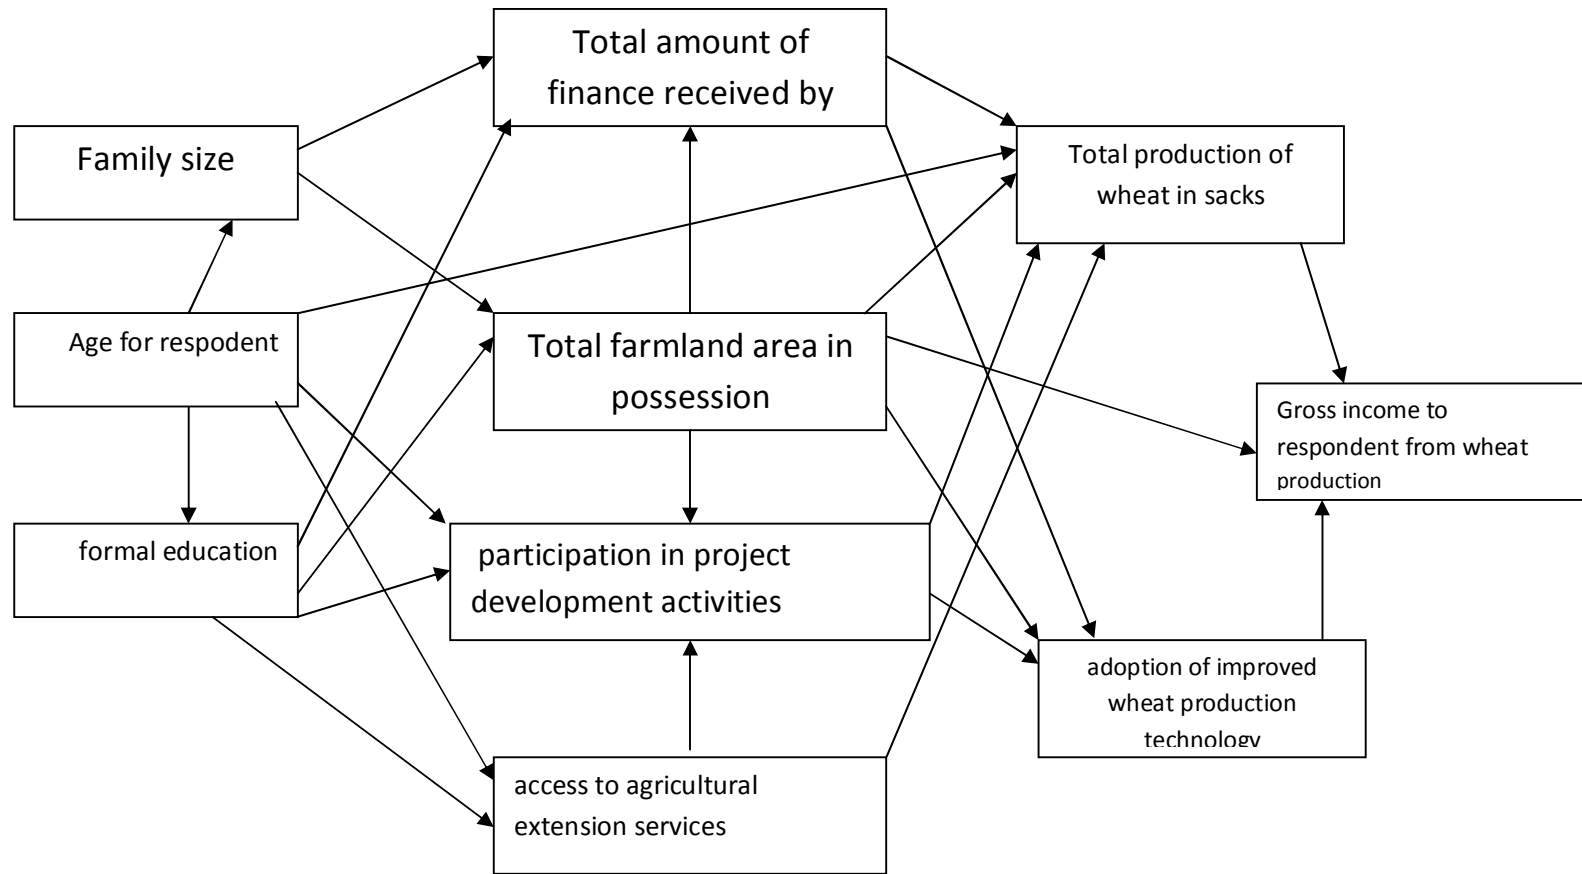 Total amount of
finance received by
Family size
Total production of
wheat in sacks
Age for respodent
Total farmland area in
possession
Gross income to
respondent from wheat
production
formal education
participation in project
development activities
adoption of improved
wheat production
technology
access to agricultural
extension services